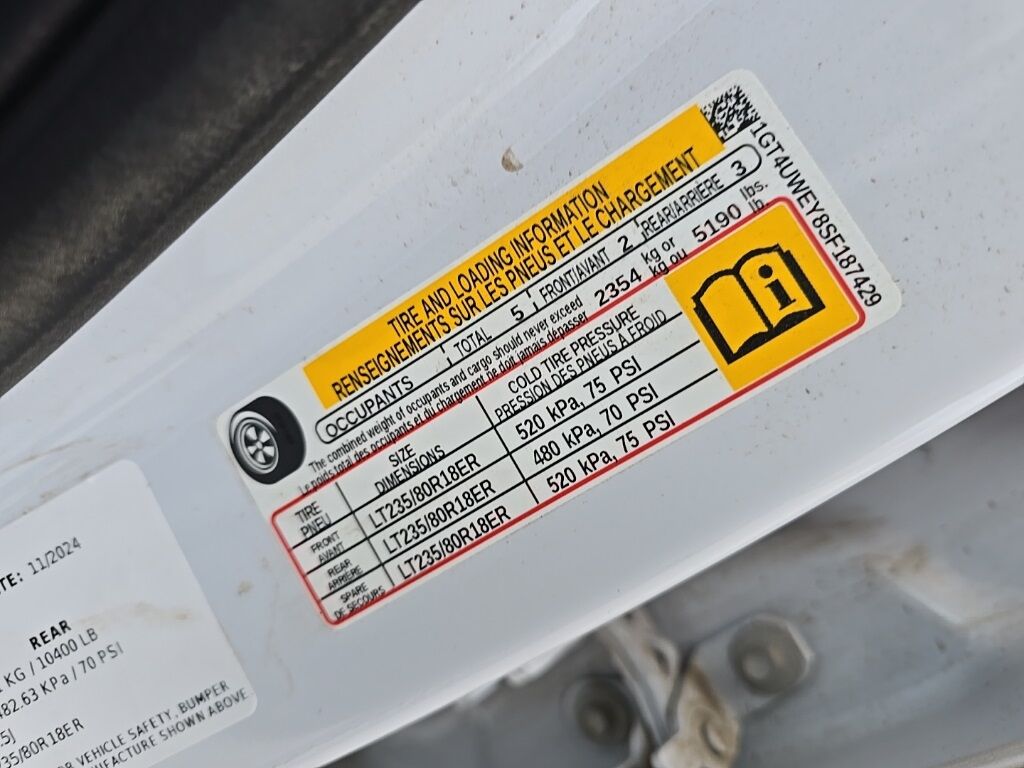 TIRE AND LOADING INFORMATION
RENSEIGNEMENTS SUR LES PNEUS ET LE CHARGEMENT
OCCUPANTS TOTAL 5 FRONT/AVANT 2 REAR/ARRIÈRE 3
The combined weight of occupants and cargo should never exceed
Le poids total des occupants et du chargement ne doit jamais dépasser
2354 kg or kg ou 5190 lbs. lb
TIRE PNEU SIZE DIMENSIONS COLD TIRE PRESSURE PRESSION DES PNEUS À FROID
FRONT AVANT LT235/80R18ER 520 kPa, 75 PSI
REAR ARRIÈRE LT235/80R18ER 480 kPa, 70 PSI
SPARE DE SECOURS LT235/80R18ER 520 kPa, 75 PSI
1GT4UWEY8SF187429
i
TE: 11/2024
REAR
KG / 10400 LB
482.63 KPa / 70 PSI
5J
35/80R18ER
OR VEHICLE SAFETY, BUMPER
UFACTURE SHOWN ABOVE